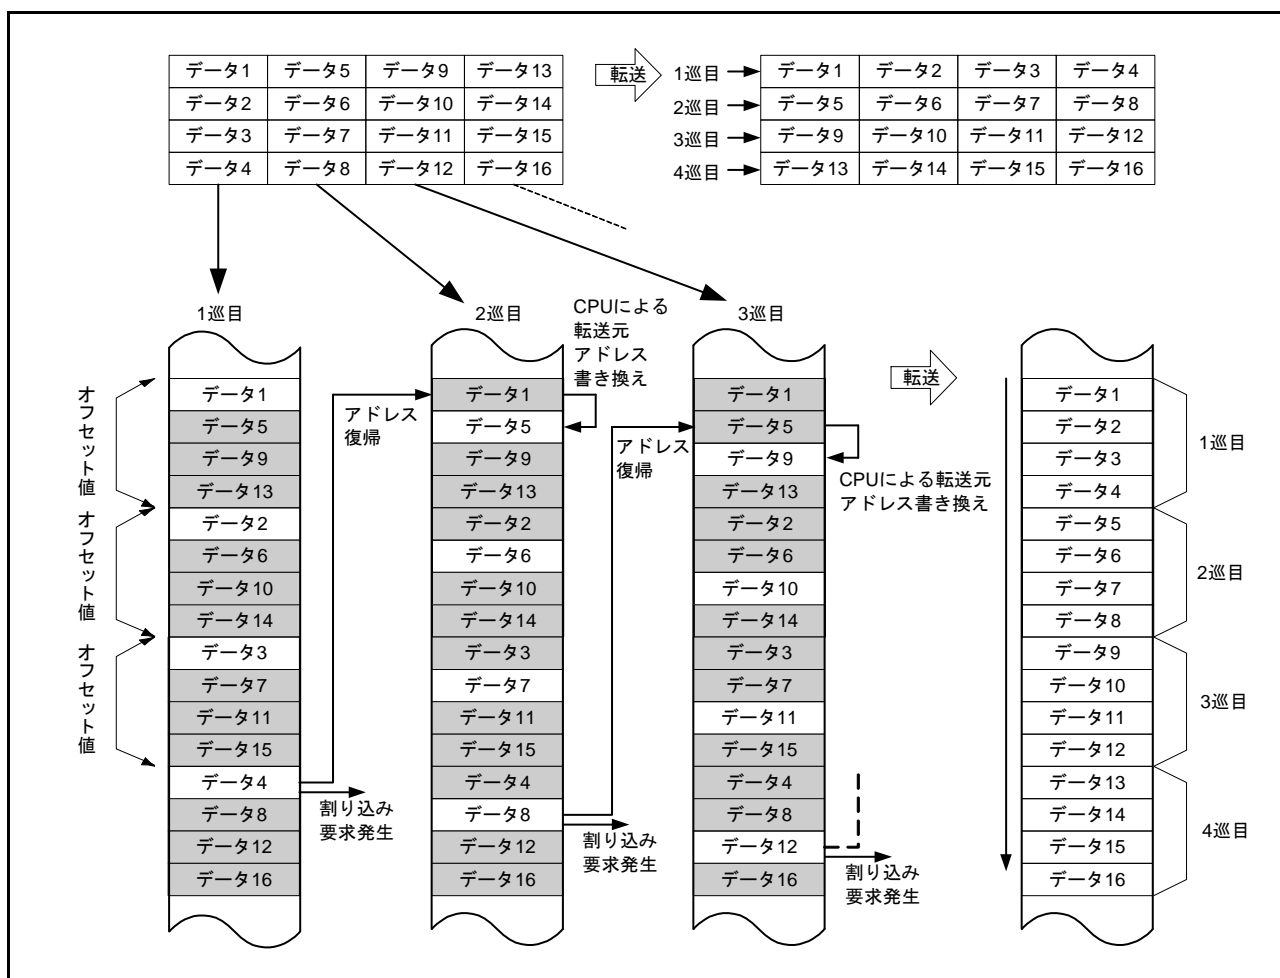 データ1 データ5 データ9 データ13
データ2 データ6 データ10 データ14
データ3 データ7 データ11 データ15
データ4 データ8 データ12 データ16
転送
1巡目 データ1 データ2 データ3 データ4
2巡目 データ5 データ6 データ7 データ8
3巡目 データ9 データ10 データ11 データ12
4巡目 データ13 データ14 データ15 データ16
1巡目
オフセット値
オフセット値
オフセット値
データ1
データ5
データ9
データ13
データ2
データ6
データ10
データ14
データ3
データ7
データ11
データ15
データ4
データ8
データ12
データ16
アドレス
復帰
割り込み
要求発生
2巡目
CPUによる
転送元
アドレス
書き換え
データ1
データ5
データ9
データ13
データ2
データ6
データ10
データ14
データ3
データ7
データ11
データ15
データ4
データ8
データ12
データ16
アドレス
復帰
割り込み
要求発生
3巡目
データ1
データ5
データ9
データ13
データ2
データ6
データ10
データ14
データ3
データ7
データ11
データ15
データ4
データ8
データ12
データ16
CPUによる転送元
アドレス書き換え
割り込み
要求発生
転送
データ1
データ2
データ3
データ4
データ5
データ6
データ7
データ8
データ9
データ10
データ11
データ12
データ13
データ14
データ15
データ16
1巡目
2巡目
3巡目
4巡目